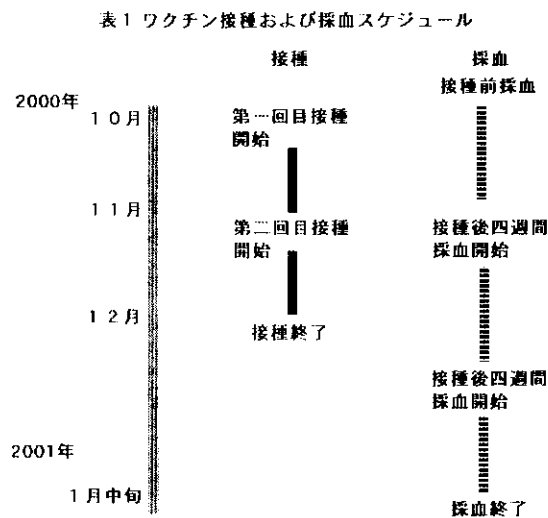 表1 ワクチン接種および採血スケジュール
接種
採血
接種前採血
2000年
10月
第一回目接種
開始
11月
第二回目接種
開始
接種後四週間
採血開始
12月
接種終了
接種後四週間
採血開始
2001年
1月中旬
採血終了